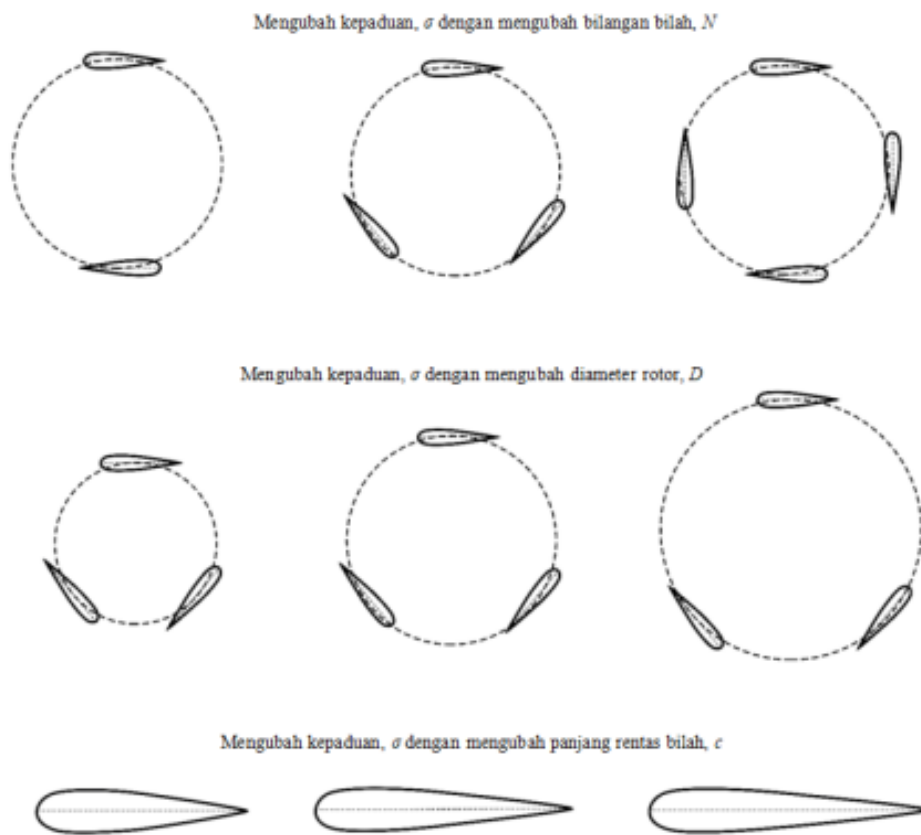 Mengubah kepaduan, σ dengan mengubah bilangan bilah, N
Mengubah kepaduan, σ dengan mengubah diameter rotor, D
Mengubah kepaduan, σ dengan mengubah panjang rentas bilah, c